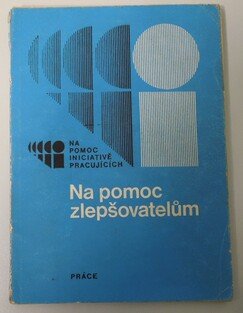 NA
POMOC
INICIATIVĚ
PRACUJÍCÍCH
Na pomoc
zlepšovatelům
PRÁCE